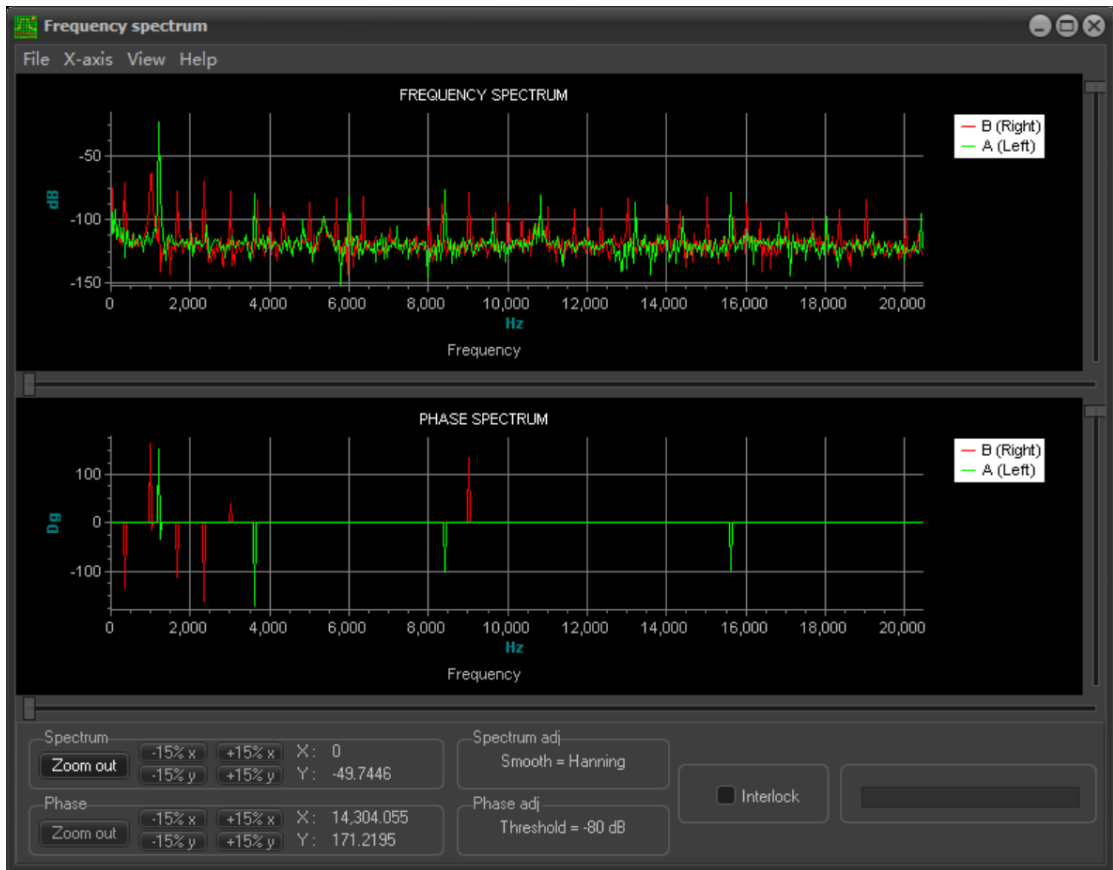 Frequency spectrum
File X-axis View Help
FREQUENCY SPECTRUM
B (Right)
A (Left)
dB
-50
-100
-150
0 2,000 4,000 6,000 8,000 10,000 12,000 14,000 16,000 18,000 20,000
Hz
Frequency
PHASE SPECTRUM
B (Right)
A (Left)
Dg
100
0
-100
0 2,000 4,000 6,000 8,000 10,000 12,000 14,000 16,000 18,000 20,000
Hz
Frequency
Spectrum
Zoom out -15% x +15% x X: 0
-15% y +15% y Y: -49.7446
Spectrum adj
Smooth = Hanning
Phase
Zoom out -15% x +15% x X: 14,304.055
-15% y +15% y Y: 171.2195
Phase adj
Threshold = -80 dB
Interlock